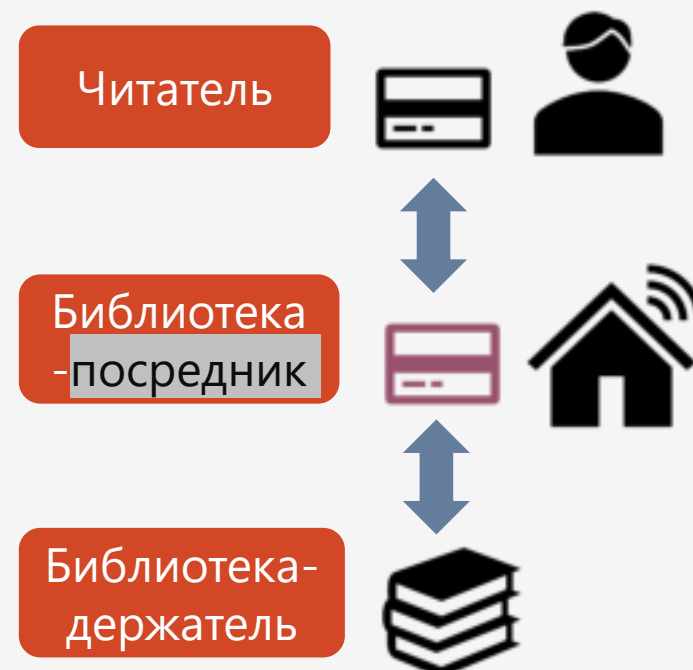 Читатель
Библиотека
-посредник
Библиотека-
держатель